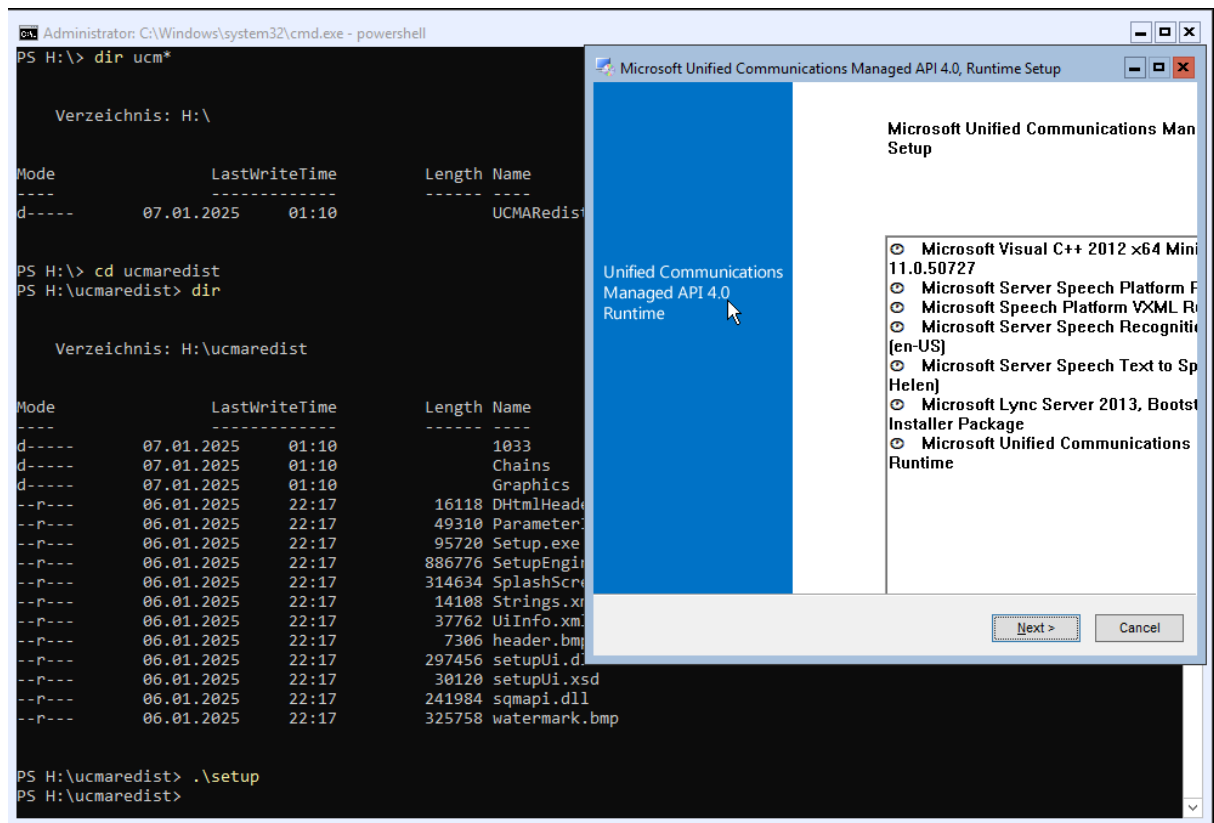 Administrator: C:\Windows\system32\cmd.exe - powershell
PS H:\> dir ucm*
Verzeichnis: H:\
Mode LastWriteTime Length Name
---- ------------- ------ ----
d----- 07.01.2025 01:10 UCMARedist
PS H:\> cd ucmaredist
PS H:\ucmaredist> dir
Verzeichnis: H:\ucmaredist
Mode LastWriteTime Length Name
---- ------------- ------ ----
d----- 07.01.2025 01:10 1033
d----- 07.01.2025 01:10 Chains
d----- 07.01.2025 01:10 Graphics
--r--- 06.01.2025 22:17 16118 DHtmlHeade
--r--- 06.01.2025 22:17 49310 Parameter
--r--- 06.01.2025 22:17 95720 Setup.exe
--r--- 06.01.2025 22:17 886776 SetupEngin
--r--- 06.01.2025 22:17 314634 SplashScre
--r--- 06.01.2025 22:17 14108 Strings.xm
--r--- 06.01.2025 22:17 37762 UiInfo.xml
--r--- 06.01.2025 22:17 7306 header.bmp
--r--- 06.01.2025 22:17 297456 setupUi.d
--r--- 06.01.2025 22:17 30120 setupUi.xsd
--r--- 06.01.2025 22:17 241984 sqmapi.dll
--r--- 06.01.2025 22:17 325758 watermark.bmp
PS H:\ucmaredist> .\setup
PS H:\ucmaredist>
Microsoft Unified Communications Managed API 4.0, Runtime Setup
Unified Communications
Managed API 4.0
Runtime
Microsoft Unified Communications Man
Setup
Microsoft Visual C++ 2012 x64 Mini
11.0.50727
Microsoft Server Speech Platform R
Microsoft Speech Platform VXML R
Microsoft Server Speech Recognitio
(en-US)
Microsoft Server Speech Text to Sp
Helen)
Microsoft Lync Server 2013, Bootst
Installer Package
Microsoft Unified Communications
Runtime
Next >
Cancel